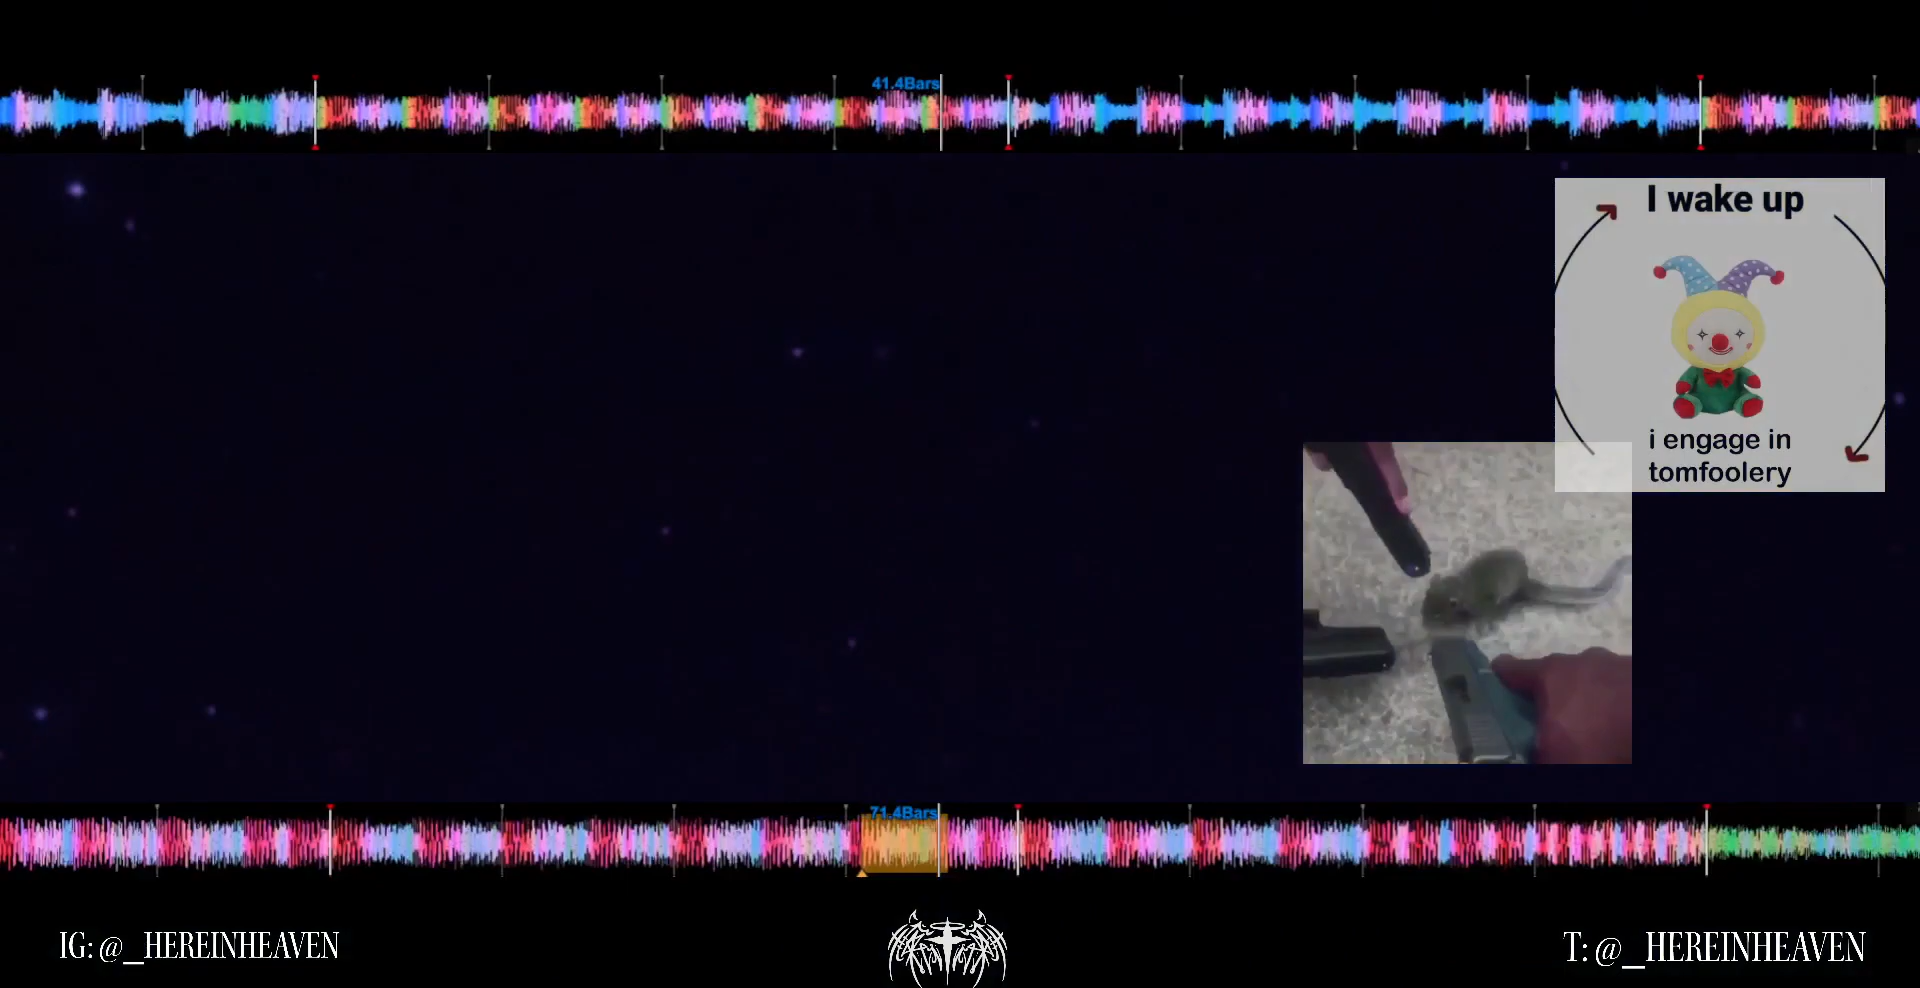 41.4Bars
I wake up
i engage in
tomfoolery
71.4Bars
IG: @_HEREINHEAVEN
T: @_HEREINHEAVEN